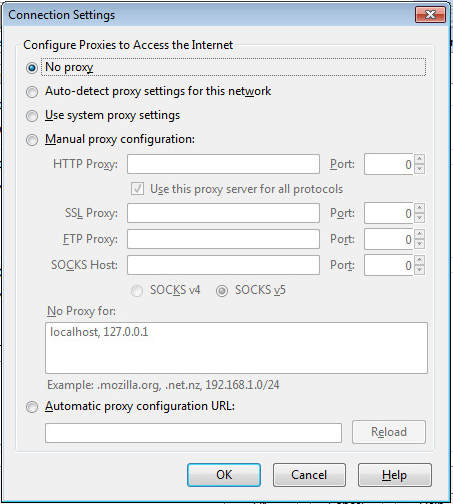 Connection Settings
Configure Proxies to Access the Internet
No proxy
Auto-detect proxy settings for this network
Use system proxy settings
Manual proxy configuration:
HTTP Proxy: Port: 0
Use this proxy server for all protocols
SSL Proxy: Port: 0
FTP Proxy: Port: 0
SOCKS Host: Port: 0
SOCKS v4 SOCKS v5
No Proxy for:
localhost, 127.0.0.1
Example: .mozilla.org, .net.nz, 192.168.1.0/24
Automatic proxy configuration URL:
Reload
OK Cancel Help